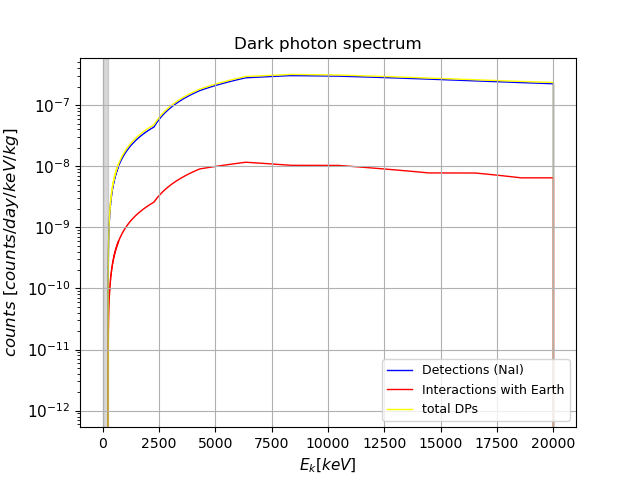 Dark photon spectrum
counts [counts/day/keV/kg]
10⁻⁷
10⁻⁸
10⁻⁹
10⁻¹⁰
10⁻¹¹
10⁻¹²
Detections (NaI)
Interactions with Earth
total DPs
0 2500 5000 7500 10000 12500 15000 17500 20000
Eₖ[keV]